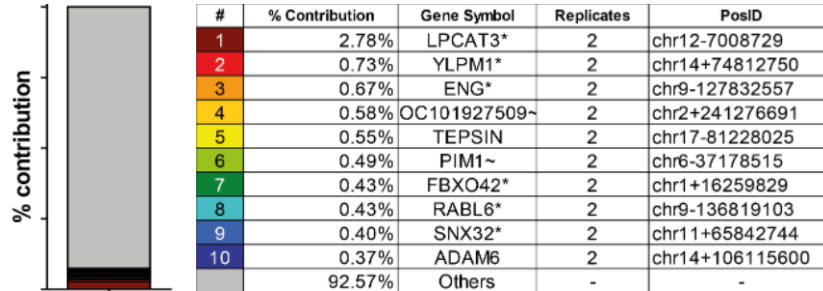 % contribution
# % Contribution Gene Symbol Replicates PosID
1 2.78% LPCAT3* 2 chr12-7008729
2 0.73% YLPM1* 2 chr14+74812750
3 0.67% ENG* 2 chr9-127832557
4 0.58% OC101927509~ 2 chr2+241276691
5 0.55% TEPSIN 2 chr17-81228025
6 0.49% PIM1~ 2 chr6-37178515
7 0.43% FBXO42* 2 chr1+16259829
8 0.43% RABL6* 2 chr9-136819103
9 0.40% SNX32* 2 chr11+65842744
10 0.37% ADAM6 2 chr14+106115600
92.57% Others - -